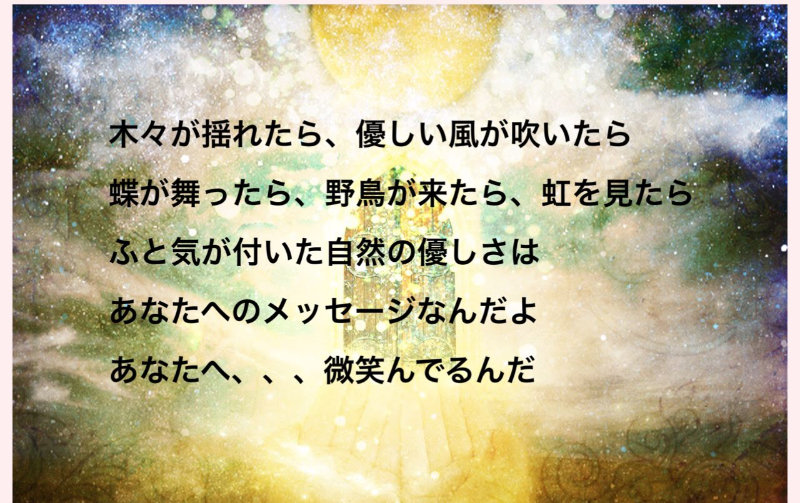 木々が揺れたら、優しい風が吹いたら
蝶が舞ったら、野鳥が来たら、虹を見たら
ふと気が付いた自然の優しさは
あなたへのメッセージなんだよ
あなたへ、、、微笑んでるんだ